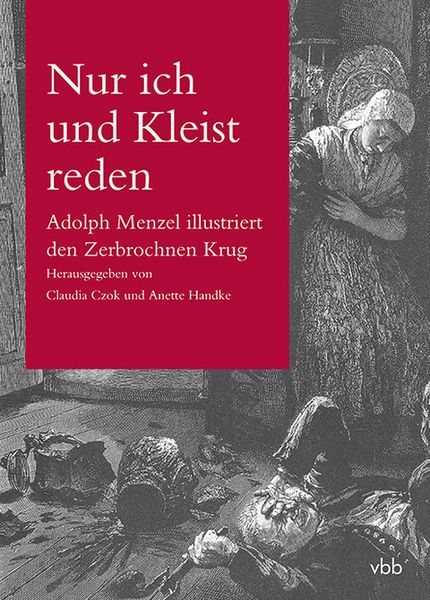 Nur ich
und Kleist
reden
Adolph Menzel illustriert
den Zerbrochnen Krug
Herausgegeben von
Claudia Czok und Anette Handke
vbb